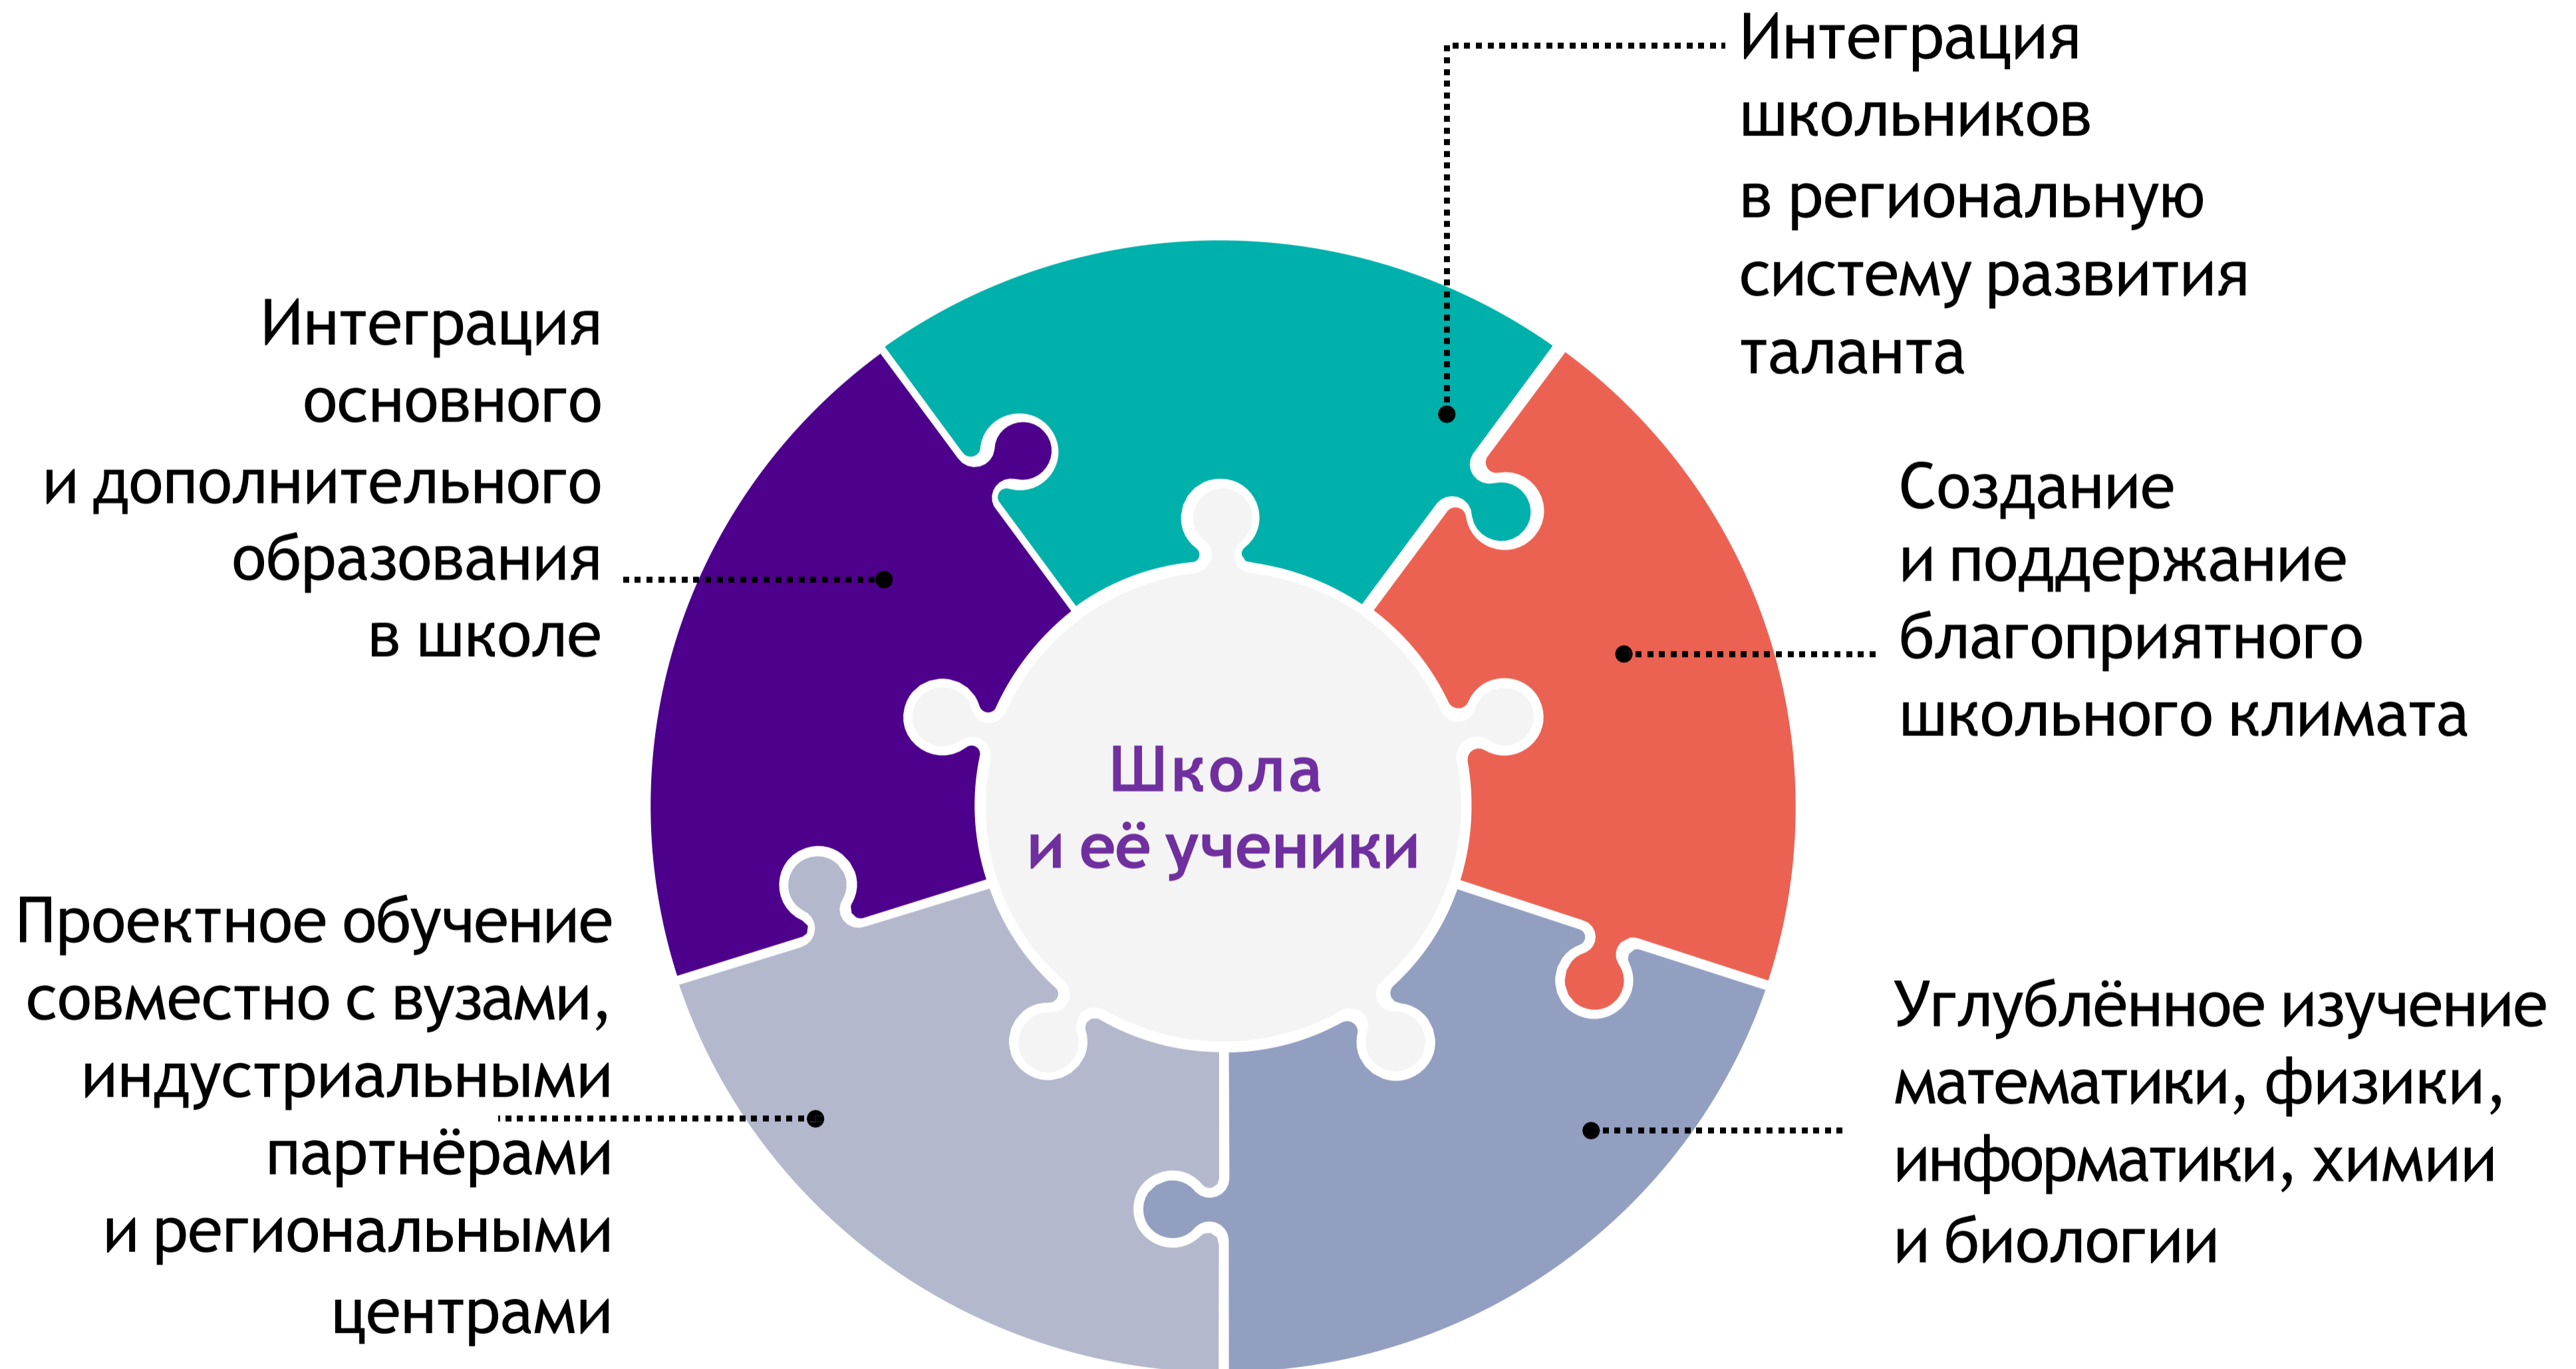 Интеграция
школьников
в региональную
систему развития
таланта
Интеграция
основного
и дополнительного
образования
в школе
Создание
и поддержание
благоприятного
школьного климата
Школа
и её ученики
Проектное обучение
совместно с вузами,
индустриальными
партнёрами
и региональными
центрами
Углублённое изучение
математики, физики,
информатики, химии
и биологии